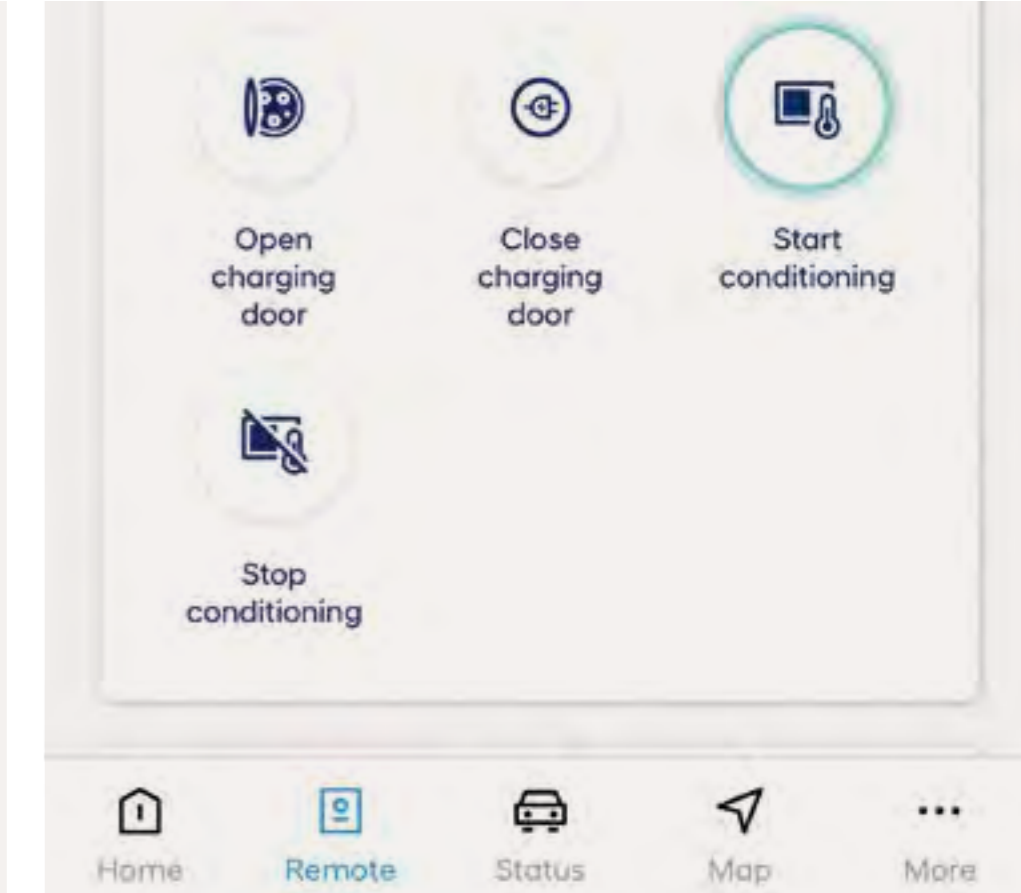 Open
charging
door
Close
charging
door
Start
conditioning
Stop
conditioning
Home
Remote
Status
Map
More